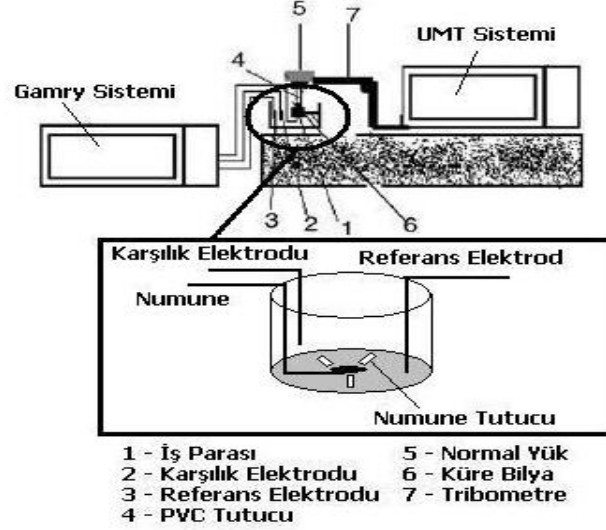 5 7
UMT Sistemi
4
Gamry Sistemi
3 2 1 6
Karşılık Elektrodu Referans Elektrod
Numune
Numune Tutucu
1 - İş Parası 5 - Normal Yük
2 - Karşılık Elektrodu 6 - Küre Bilya
3 - Referans Elektrodu 7 - Tribometre
4 - PVC Tutucu